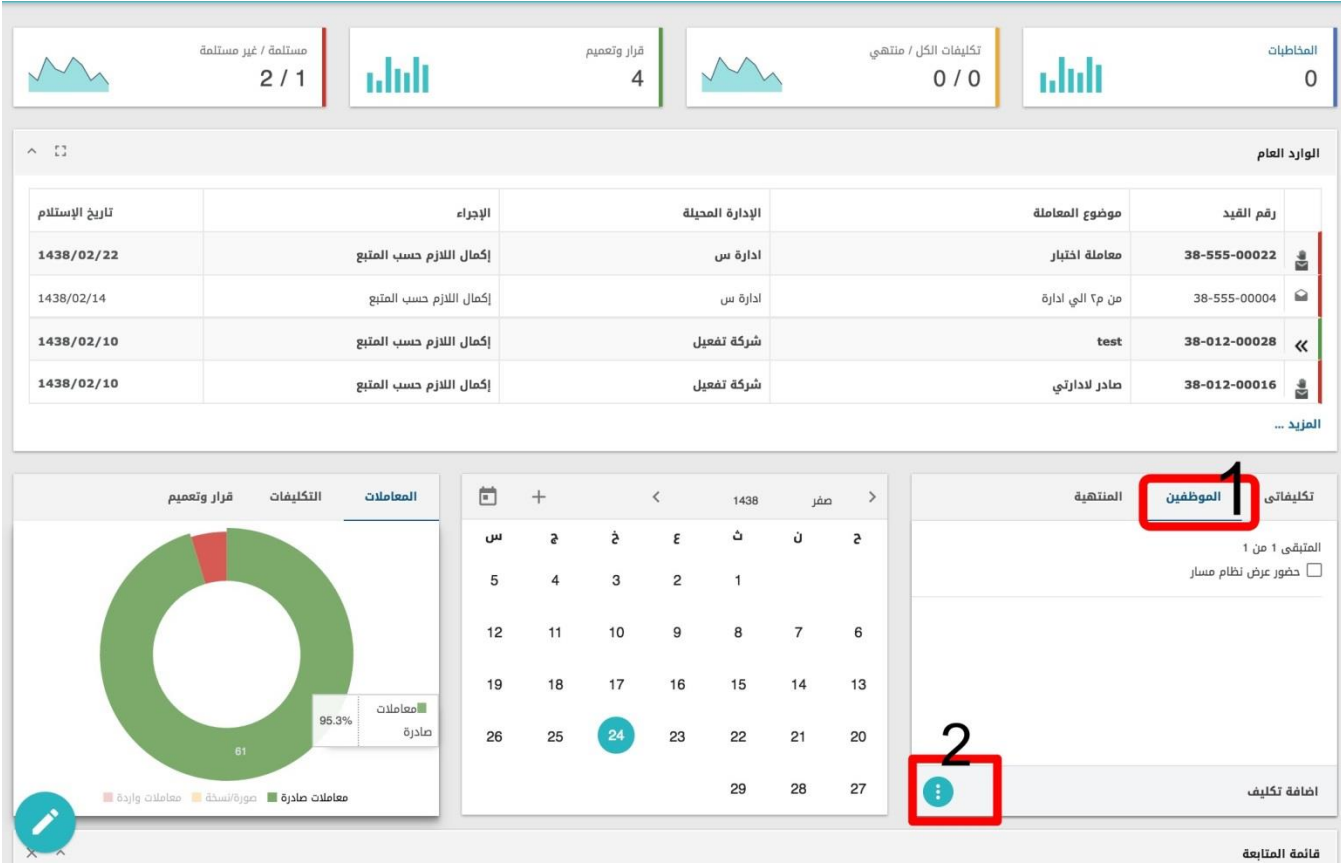 المخاطبات
0
تكليفات الكل / منتهي
0 / 0
قرار وتعميم
4
مستلمة / غير مستلمة
2 / 1
الوارد العام
رقم القيد موضوع المعاملة الإدارة المحيلة الإجراء تاريخ الإستلام
38-555-00022 معاملة اختبار ادارة س إكمال اللازم حسب المتبع 1438/02/22
38-555-00004 من م٢ الي ادارة ادارة س إكمال اللازم حسب المتبع 1438/02/14
38-012-00028 test شركة تفعيل إكمال اللازم حسب المتبع 1438/02/10
38-012-00016 صادر لادارتي شركة تفعيل إكمال اللازم حسب المتبع 1438/02/10
المزيد ...
1
تكليفاتى الموظفين المنتهية
المتبقى 1 من 1
حضور عرض نظام مسار
2
اضافة تكليف
صفر 1438
ح ن ث ع خ ج س
1 2 3 4 5
6 7 8 9 10 11 12
13 14 15 16 17 18 19
20 21 22 23 24 25 26
27 28 29
المعاملات التكليفات قرار وتعميم
معاملات صادرة 95.3%
61
معاملات صادرة صورة/نسخة معاملات واردة
قائمة المتابعة